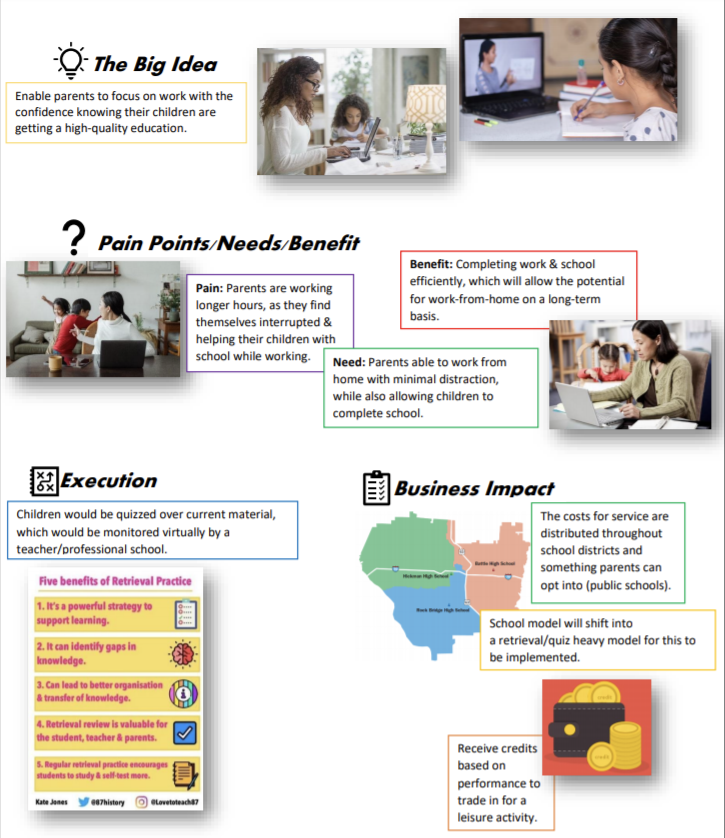 The Big Idea
Enable parents to focus on work with the
confidence knowing their children are
getting a high-quality education.
Pain Points/Needs/Benefit
Pain: Parents are working
longer hours, as they find
themselves interrupted &
helping their children with
school while working.
Benefit: Completing work & school
efficiently, which will allow the potential
for work-from-home on a long-term
basis.
Need: Parents able to work from
home with minimal distraction,
while also allowing children to
complete school.
Execution
Children would be quizzed over current material,
which would be monitored virtually by a
teacher/professional school.
Five benefits of Retrieval Practice
1. It's a powerful strategy to
support learning.
2. It can identify gaps in
knowledge.
3. Can lead to better organisation
& transfer of knowledge.
4. Retrieval review is valuable for
the student, teacher & parents.
5. Regular retrieval practice encourages
students to study & self-test more.
Kate Jones @87history @Lovetoteach87
Business Impact
Hickman High School
Battle High School
Rock Bridge High School
The costs for service are
distributed throughout
school districts and
something parents can
opt into (public schools).
School model will shift into
a retrieval/quiz heavy model for this to
be implemented.
Receive credits
based on
performance to
trade in for a
leisure activity.
credit
credit